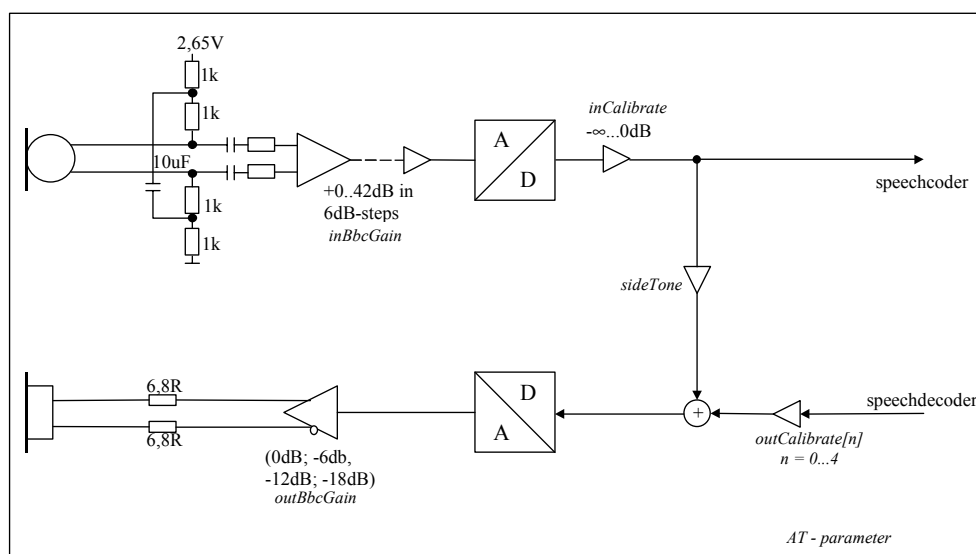 2,65V
1k
1k
10uF
1k
1k
+0..42dB in
6dB-steps
inBbcGain
A
D
inCalibrate
-∞...0dB
speechcoder
sideTone
6,8R
6,8R
(0dB; -6db,
-12dB; -18dB)
outBbcGain
D
A
+
speechdecoder
outCalibrate[n]
n = 0...4
AT - parameter